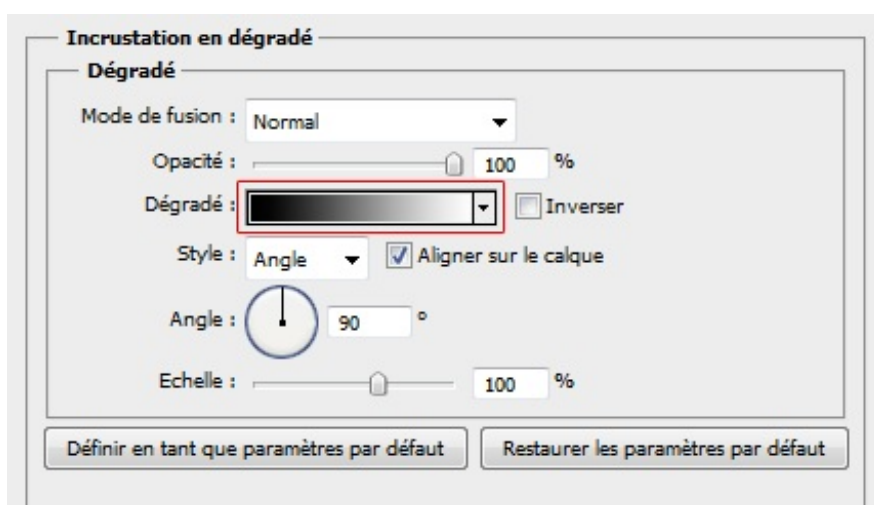 Incrustation en dégradé
Dégradé
Mode de fusion : Normal
Opacité : 100 %
Dégradé : Inverser
Style : Angle Aligner sur le calque
Angle : 90 °
Echelle : 100 %
Définir en tant que paramètres par défaut Restaurer les paramètres par défaut